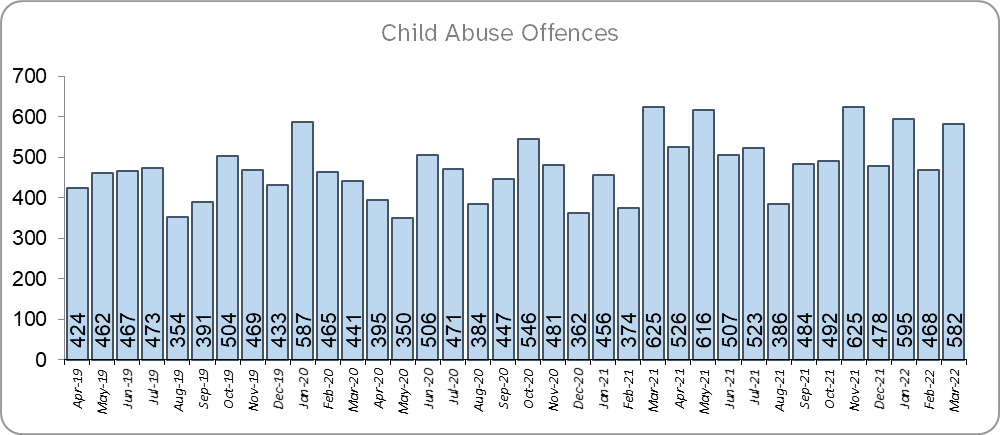 Child Abuse Offences
700
600
500
400
300
200
100
0
424 462 467 473 354 391 504 469 433 587 465 441 395 350 506 471 384 447 546 481 362 456 374 625 526 616 507 523 386 484 492 625 478 595 468 582
Apr-19 May-19 Jun-19 Jul-19 Aug-19 Sep-19 Oct-19 Nov-19 Dec-19 Jan-20 Feb-20 Mar-20 Apr-20 May-20 Jun-20 Jul-20 Aug-20 Sep-20 Oct-20 Nov-20 Dec-20 Jan-21 Feb-21 Mar-21 Apr-21 May-21 Jun-21 Jul-21 Aug-21 Sep-21 Oct-21 Nov-21 Dec-21 Jan-22 Feb-22 Mar-22